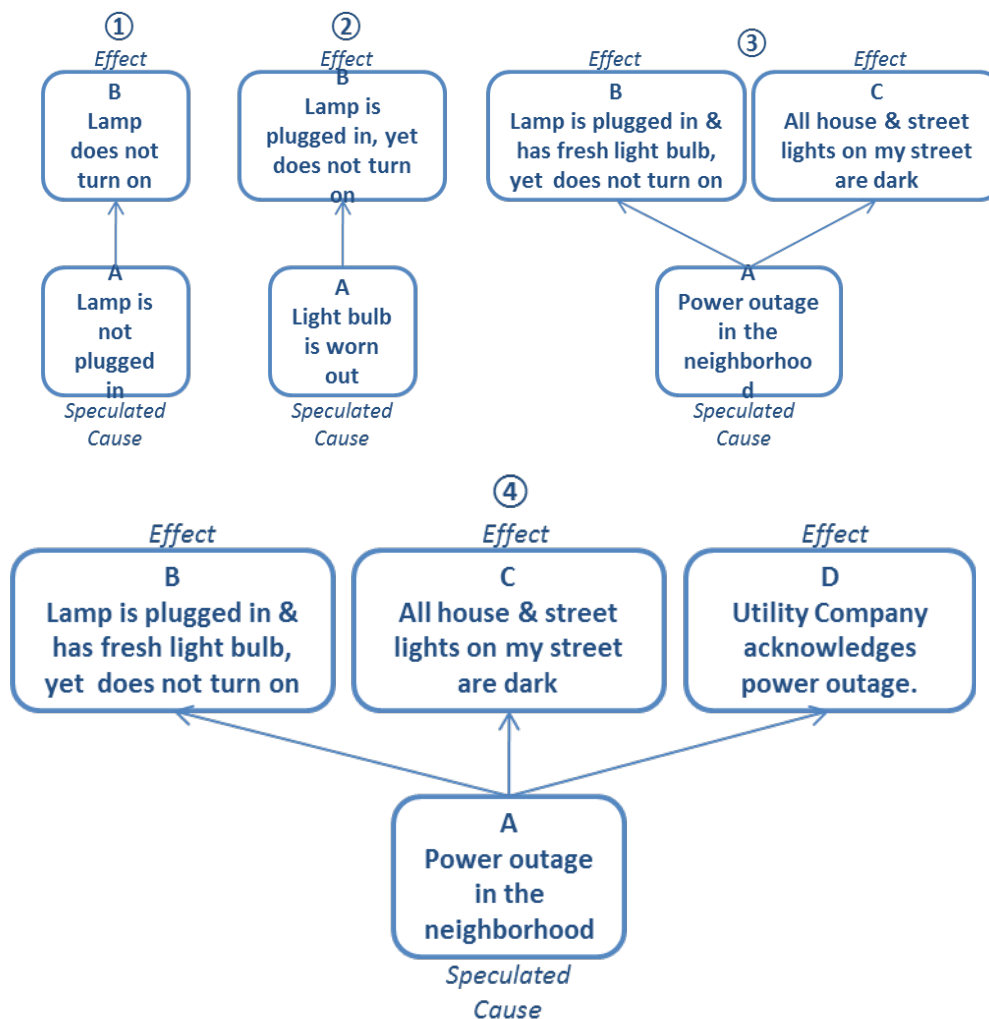 ①
Effect
B
Lamp
does not
turn on
A
Lamp is
not
plugged
in
Speculated
Cause
②
Effect
B
Lamp is
plugged in, yet
does not turn
on
A
Light bulb
is worn
out
Speculated
Cause
③
Effect
B
Lamp is plugged in &
has fresh light bulb,
yet does not turn on
Effect
C
All house & street
lights on my street
are dark
A
Power outage
in the
neighborhoo
d
Speculated
Cause
④
Effect
B
Lamp is plugged in &
has fresh light bulb,
yet does not turn on
Effect
C
All house & street
lights on my street
are dark
Effect
D
Utility Company
acknowledges
power outage.
A
Power outage
in the
neighborhood
Speculated
Cause